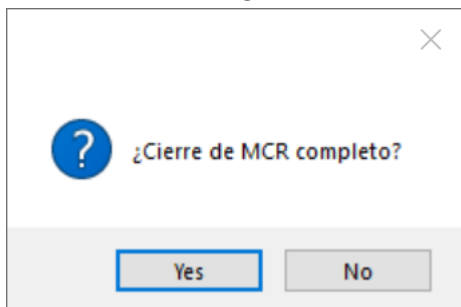 ¿Cierre de MCR completo?
Yes No